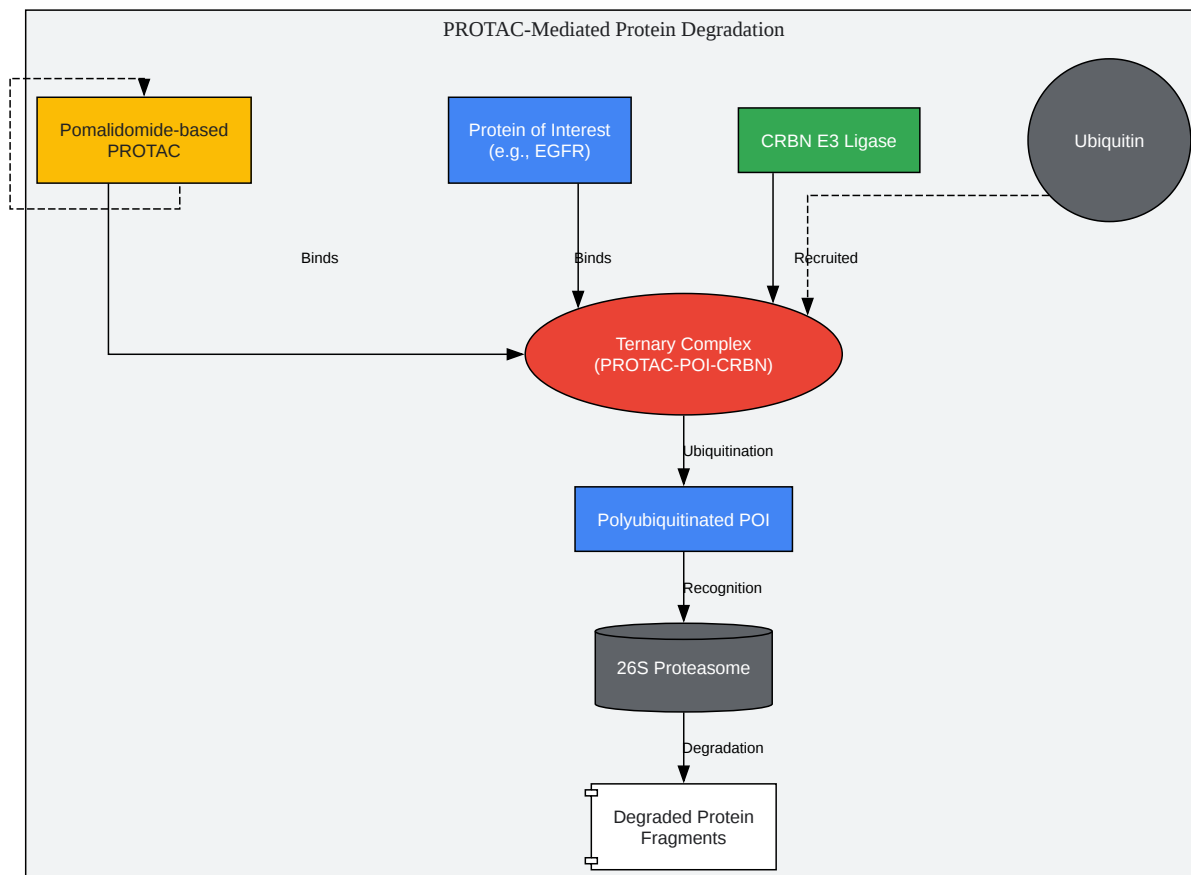 PROTAC-Mediated Protein Degradation
Pomalidomide-based
PROTAC
Protein of Interest
(e.g., EGFR)
CRBN E3 Ligase
Ubiquitin
Binds
Binds
Recruited
Ternary Complex
(PROTAC-POI-CRBN)
Ubiquitination
Polyubiquitinated POI
Recognition
26S Proteasome
Degradation
Degraded Protein
Fragments